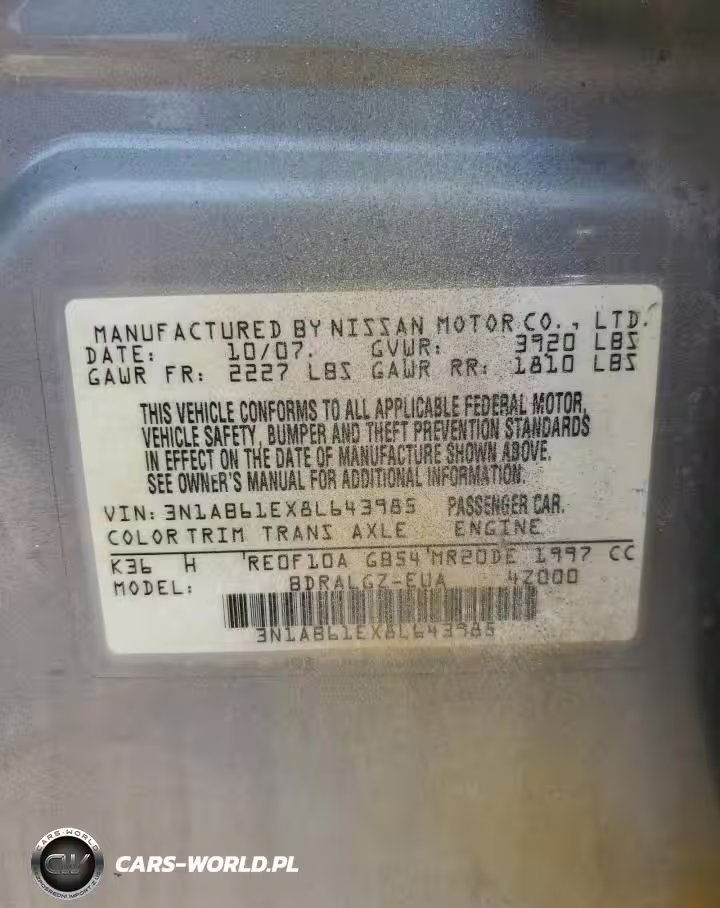 MANUFACTURED BY NISSAN MOTOR CO., LTD.
DATE: 10/07. GVWR: 3920 LBS
GAWR FR: 2227 LBS GAWR RR: 1810 LBS
THIS VEHICLE CONFORMS TO ALL APPLICABLE FEDERAL MOTOR
VEHICLE SAFETY, BUMPER AND THEFT PREVENTION STANDARDS
IN EFFECT ON THE DATE OF MANUFACTURE SHOWN ABOVE.
SEE OWNER'S MANUAL FOR ADDITIONAL INFORMATION.
VIN: 3N1AB61EX8L643985 PASSENGER CAR.
COLOR TRIM TRANS AXLE ENGINE
K36 H RE0F10A GB54 MR20DE 1997 CC
MODEL: BDRALGZ-EUA 4Z000
3N1AB61EX8L643985
CARS-WORLD
CW
CARS-WORLD.PL